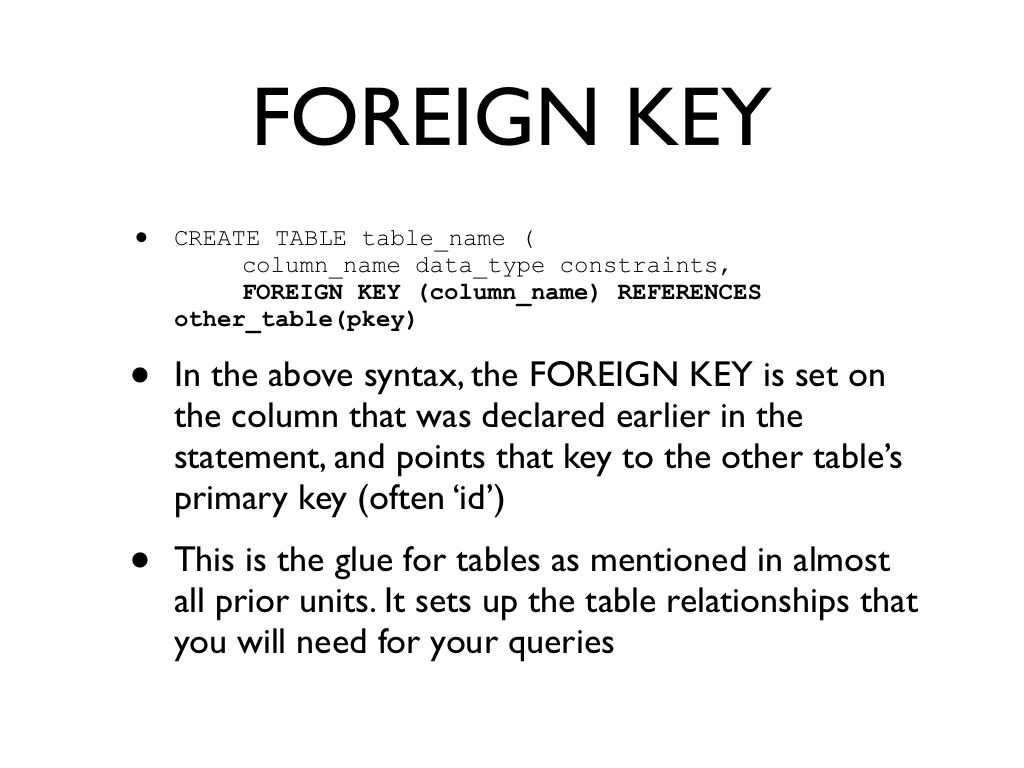 FOREIGN KEY
• CREATE TABLE table_name (
column_name data_type constraints,
FOREIGN KEY (column_name) REFERENCES
other_table(pkey)
• In the above syntax, the FOREIGN KEY is set on
the column that was declared earlier in the
statement, and points that key to the other table’s
primary key (often ‘id’)
• This is the glue for tables as mentioned in almost
all prior units. It sets up the table relationships that
you will need for your queries